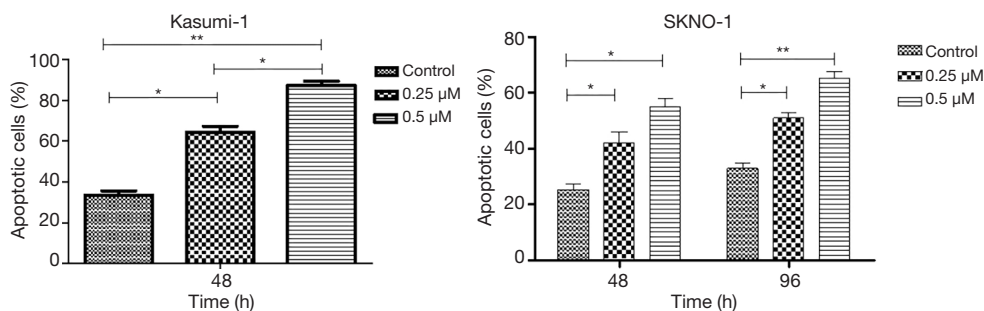 Kasumi-1
**
*
*
Control
0.25 µM
0.5 µM
100
80
60
40
20
0
Apoptotic cells (%)
48
Time (h)
SKNO-1
*
*
**
*
Control
0.25 µM
0.5 µM
80
60
40
20
0
Apoptotic cells (%)
48
96
Time (h)